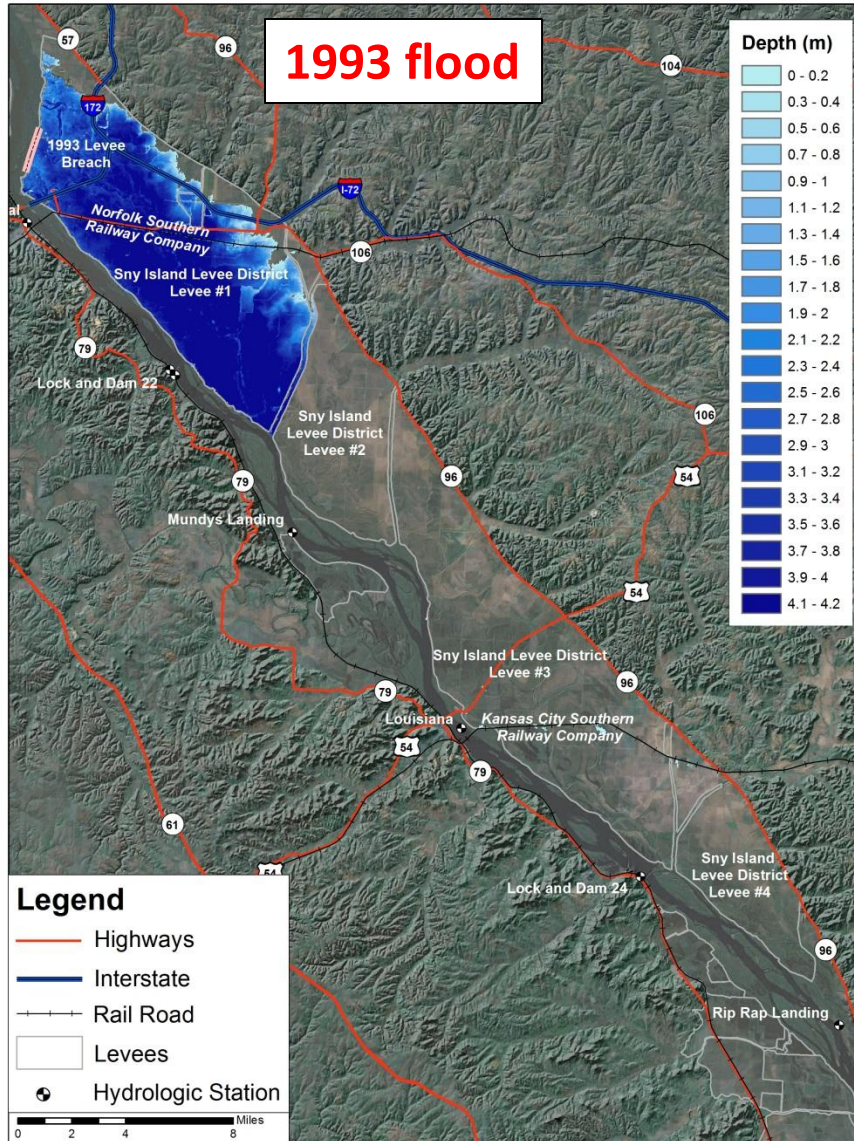 1993 flood
57
96
104
172
1993 Levee
Breach
I-72
al
Norfolk Southern
Railway Company
106
Sny Island Levee District
Levee #1
79
Lock and Dam 22
106
Sny Island
Levee District
Levee #2
96
54
79
Mundys Landing
54
Sny Island Levee District
Levee #3
96
79
Louisiana
Kansas City Southern
Railway Company
54
79
61
54
Sny Island
Levee District
Levee #4
Lock and Dam 24
96
Rip Rap Landing
Depth (m)
0 - 0.2
0.3 - 0.4
0.5 - 0.6
0.7 - 0.8
0.9 - 1
1.1 - 1.2
1.3 - 1.4
1.5 - 1.6
1.7 - 1.8
1.9 - 2
2.1 - 2.2
2.3 - 2.4
2.5 - 2.6
2.7 - 2.8
2.9 - 3
3.1 - 3.2
3.3 - 3.4
3.5 - 3.6
3.7 - 3.8
3.9 - 4
4.1 - 4.2
Legend
Highways
Interstate
Rail Road
Levees
Hydrologic Station
Miles
0 2 4 8